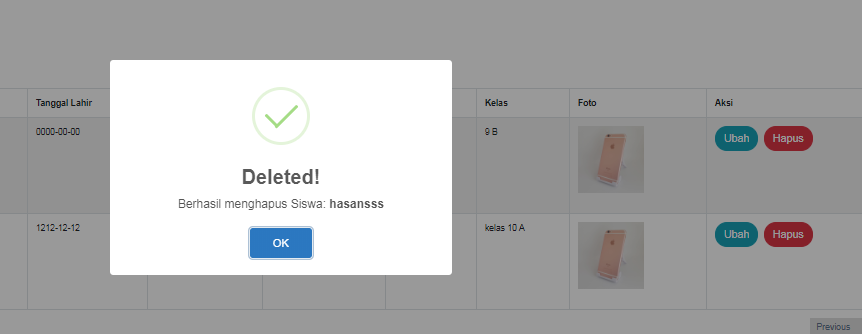 Tanggal Lahir Kelas Foto Aksi
0000-00-00 9 B Ubah Hapus
Deleted!
Berhasil menghapus Siswa: hasansss
1212-12-12 kelas 10 A Ubah Hapus
OK
Previous